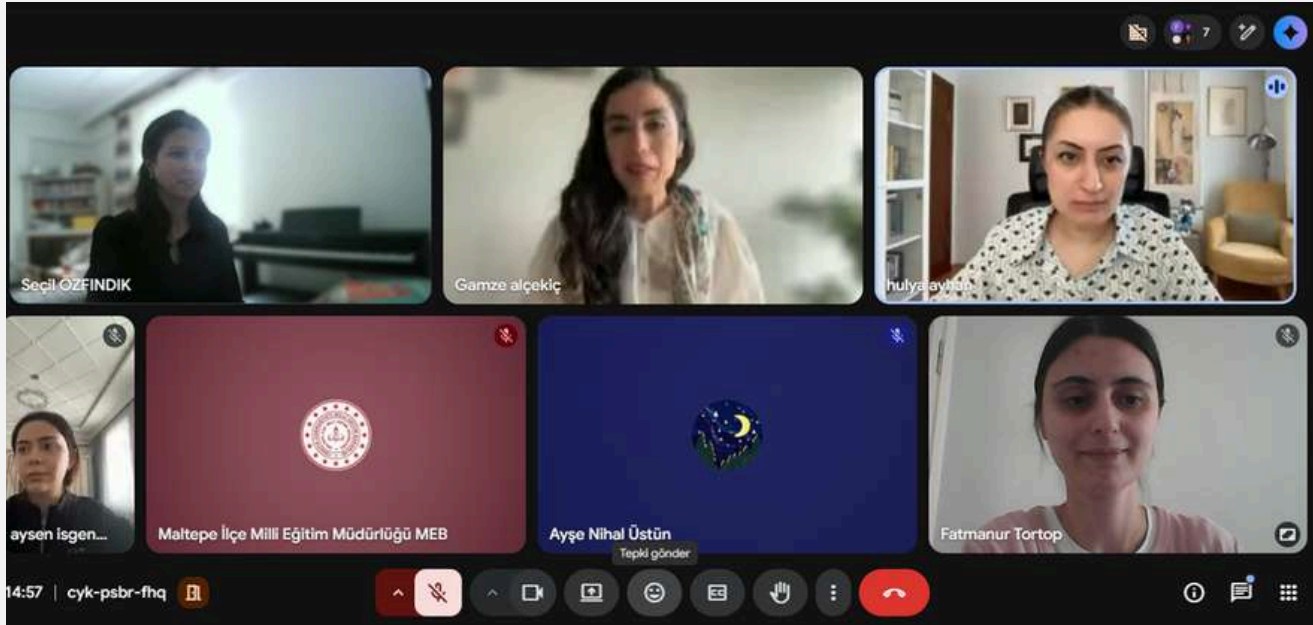 7
Seçil ÖZFINDIK
Gamze alçekiç
hulya ayhan
aysen isgen...
Maltepe İlçe Milli Eğitim Müdürlüğü MEB
Ayşe Nihal Üstün
Fatmanur Tortop
Tepki gönder
14:57 | cyk-psbr-fhq
CC